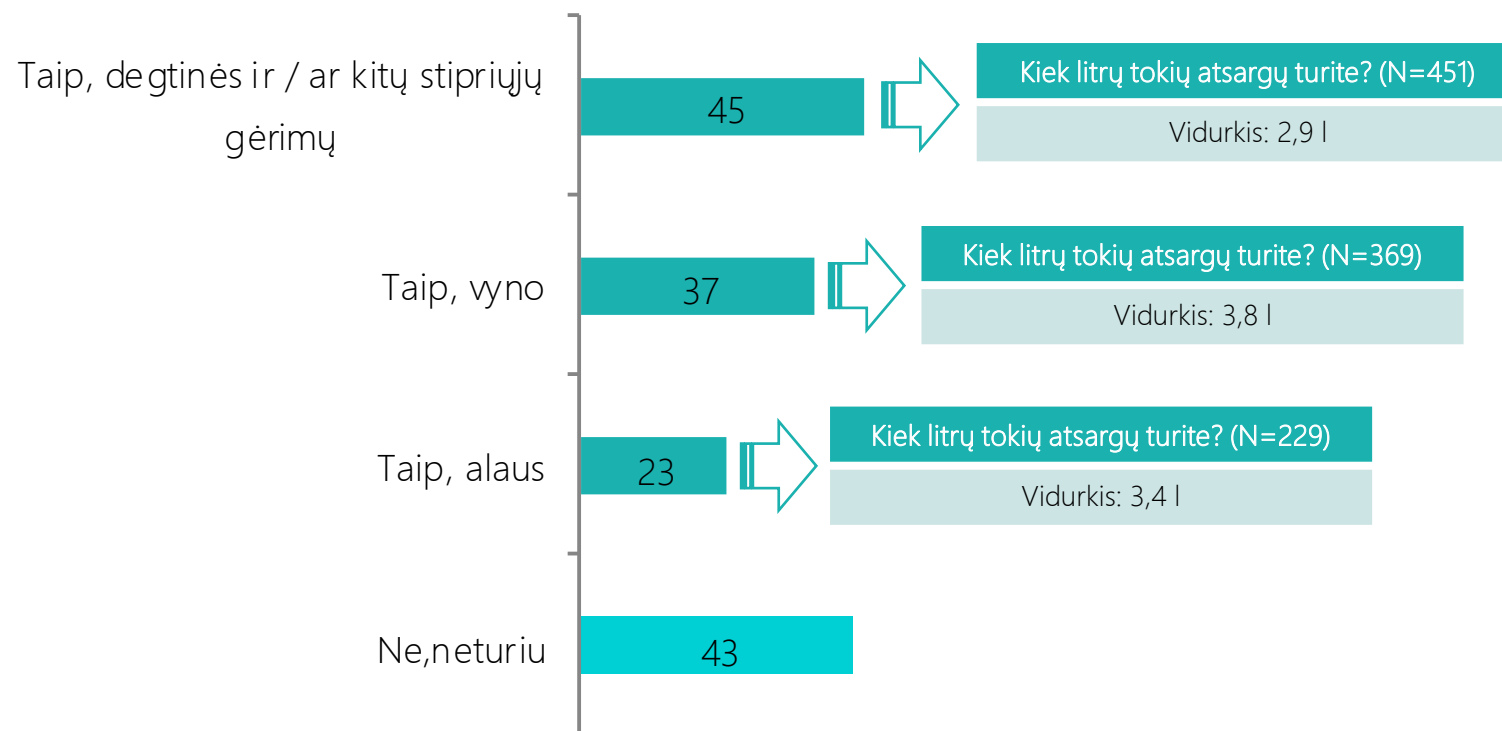 Taip, degtinės ir / ar kitų stipriųjų
gėrimų
45
Kiek litrų tokių atsargų turite? (N=451)
Vidurkis: 2,9 l
Taip, vyno
37
Kiek litrų tokių atsargų turite? (N=369)
Vidurkis: 3,8 l
Taip, alaus
23
Kiek litrų tokių atsargų turite? (N=229)
Vidurkis: 3,4 l
Ne,neturiu
43